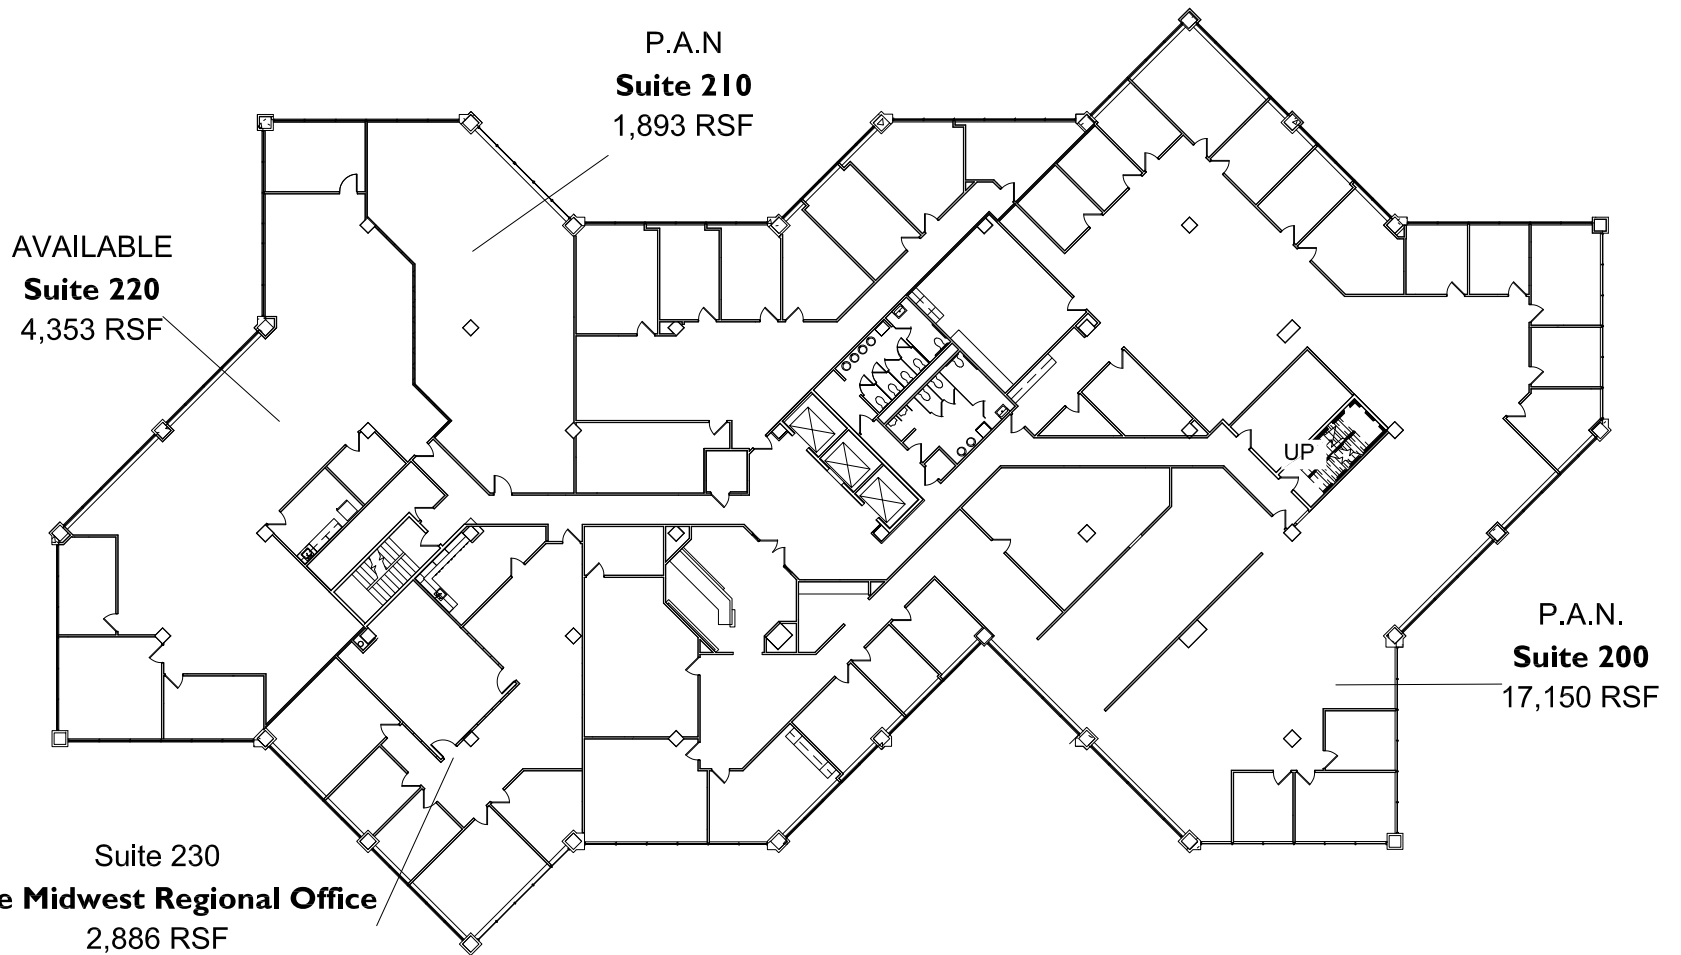 P.A.N
Suite 210
1,893 RSF
AVAILABLE
Suite 220
4,353 RSF
UP
P.A.N.
Suite 200
17,150 RSF
Suite 230
e Midwest Regional Office
2,886 RSF